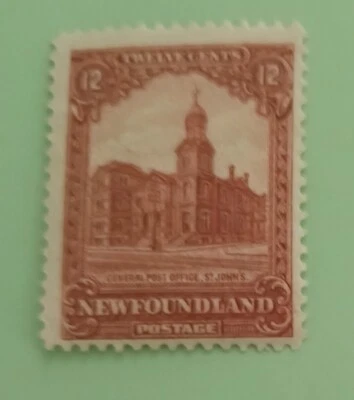 TWELVE CENTS
12 12
GENERAL POST OFFICE, ST. JOHN'S.
NEWFOUNDLAND
POSTAGE